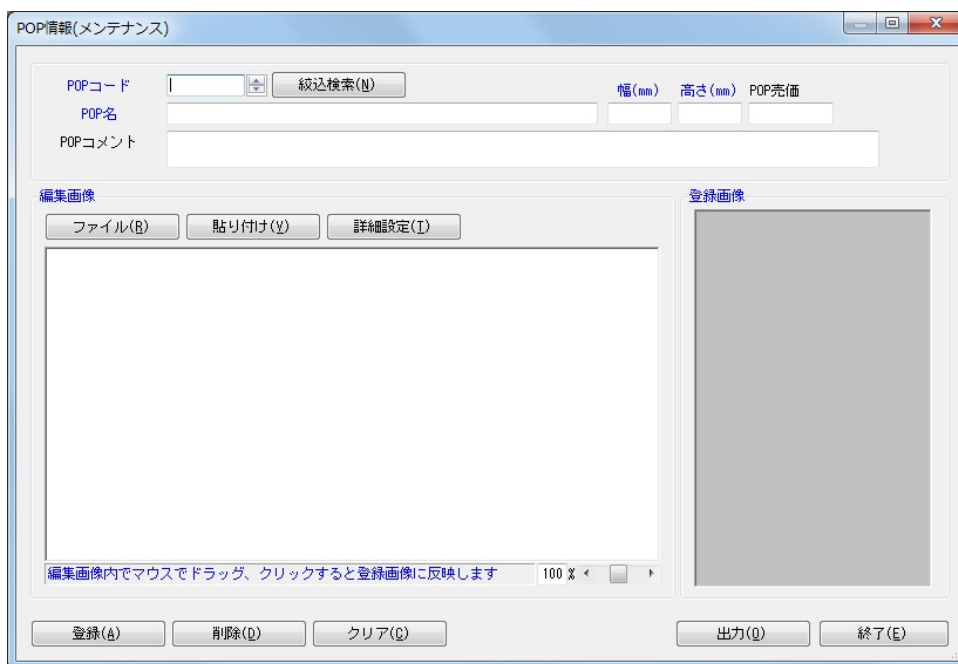 POP情報(メンテナンス)
POPコード 絞込検索(N) 幅(mm) 高さ(mm) POP売価
POP名
POPコメント
編集画像 登録画像
ファイル(R) 貼り付け(V) 詳細設定(I)
編集画像内でマウスでドラッグ、クリックすると登録画像に反映します 100 %
登録(A) 削除(D) クリア(C) 出力(O) 終了(E)